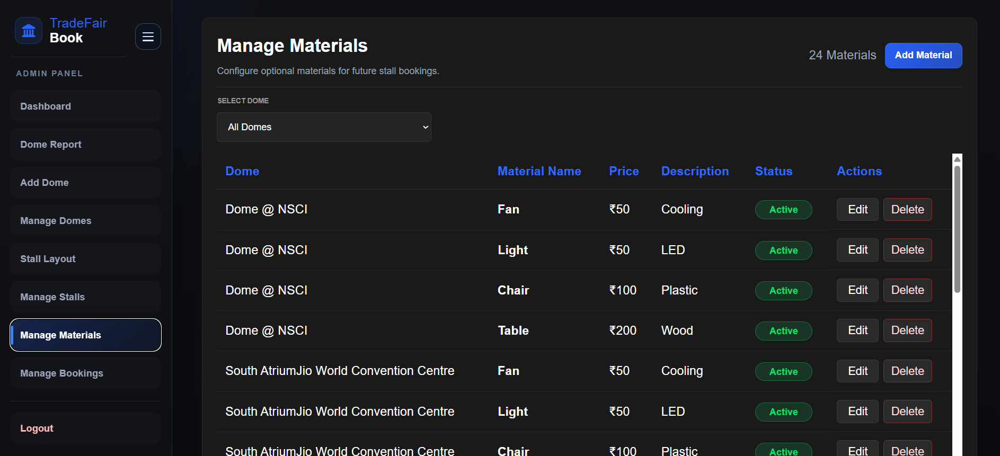 TradeFair
Book
ADMIN PANEL
Dashboard
Dome Report
Add Dome
Manage Domes
Stall Layout
Manage Stalls
Manage Materials
Manage Bookings
Logout
Manage Materials
Configure optional materials for future stall bookings.
24 Materials
Add Material
SELECT DOME
All Domes
Dome Material Name Price Description Status Actions
Dome @ NSCI Fan ₹50 Cooling Active Edit Delete
Dome @ NSCI Light ₹50 LED Active Edit Delete
Dome @ NSCI Chair ₹100 Plastic Active Edit Delete
Dome @ NSCI Table ₹200 Wood Active Edit Delete
South AtriumJio World Convention Centre Fan ₹50 Cooling Active Edit Delete
South AtriumJio World Convention Centre Light ₹50 LED Active Edit Delete
South AtriumJio World Convention Centre Chair ₹100 Plastic Active Edit Delete